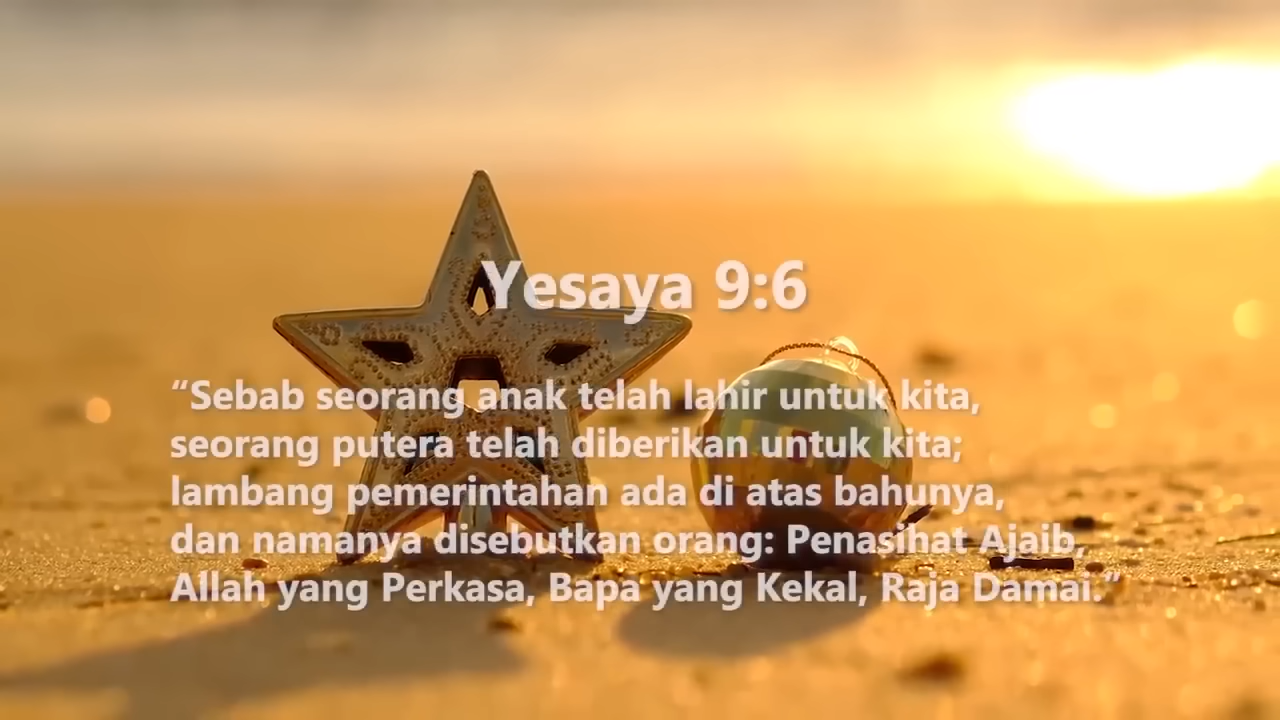 Yesaya 9:6
“Sebab seorang anak telah lahir untuk kita,
seorang putera telah diberikan untuk kita;
lambang pemerintahan ada di atas bahunya,
dan namanya disebutkan orang: Penasihat Ajaib,
Allah yang Perkasa, Bapa yang Kekal, Raja Damai.”